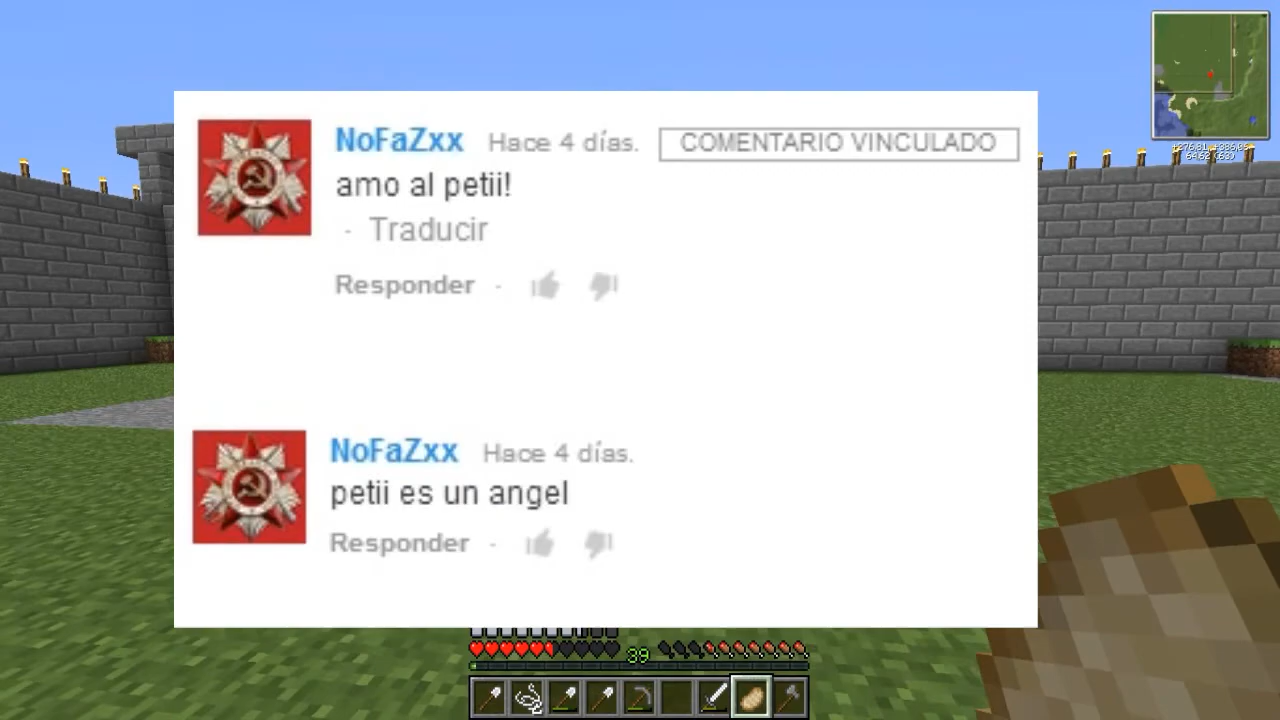 NoFaZxx Hace 4 días. COMENTARIO VINCULADO
amo al petii!
· Traducir
Responder ·
NoFaZxx Hace 4 días.
petii es un angel
Responder ·
39